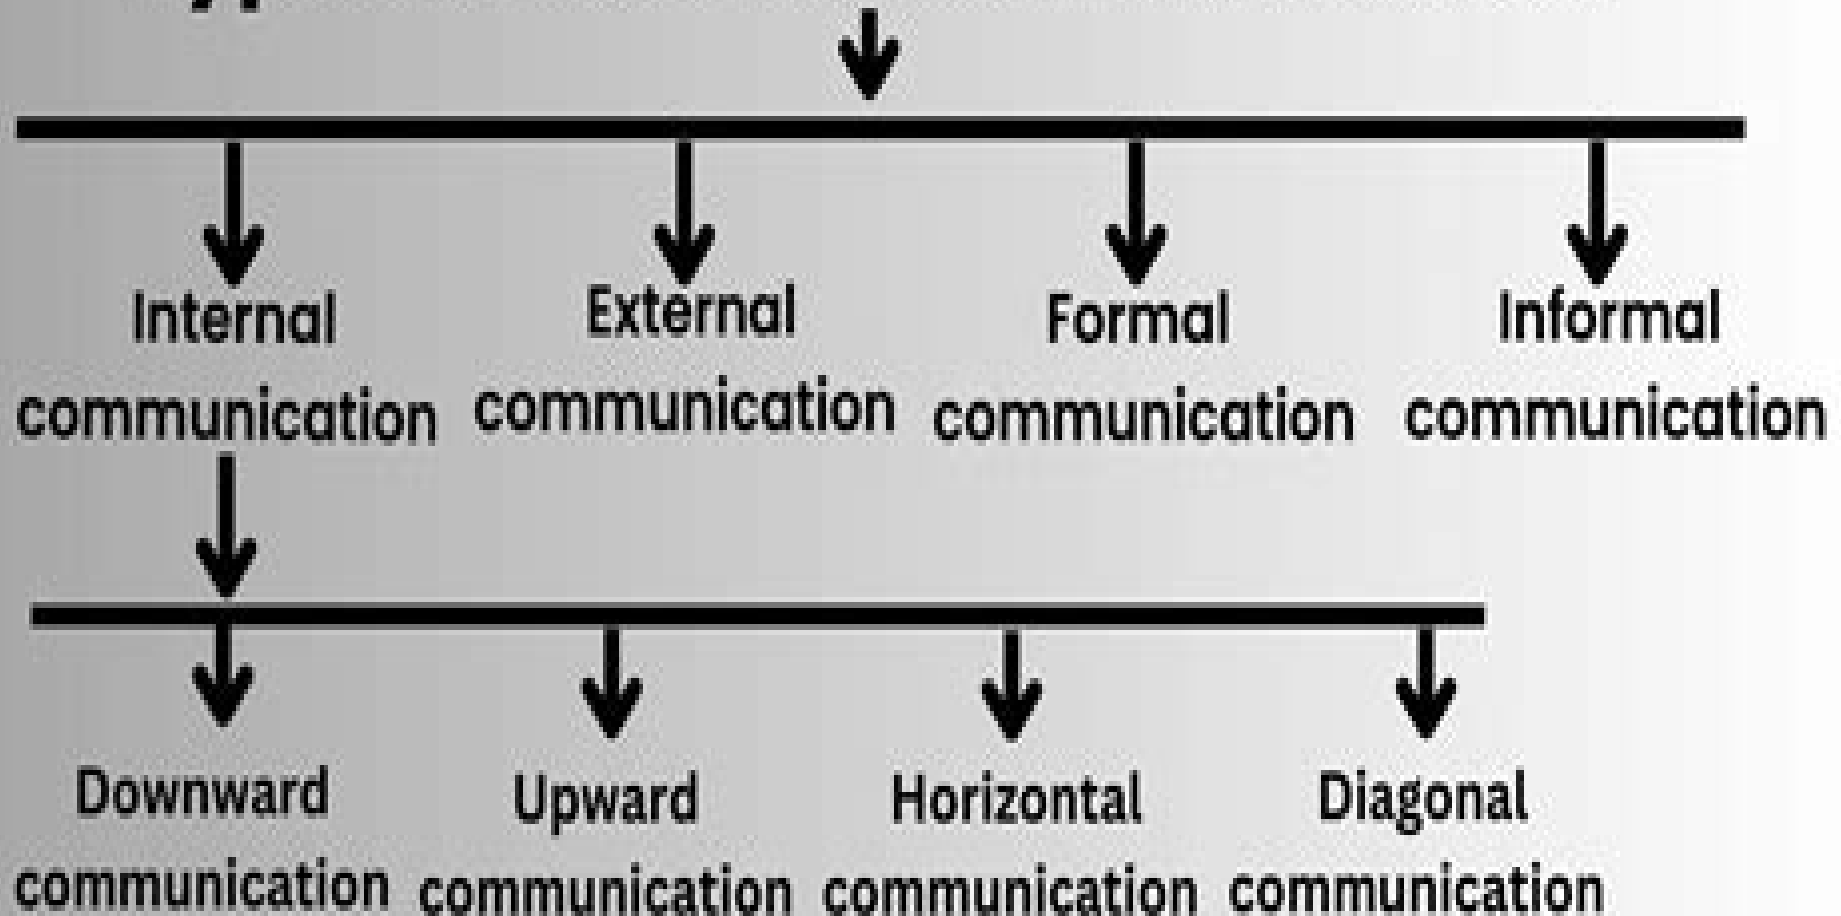 Internal External Formal Informal
communication communication communication communication
Downward Upward Horizontal Diagonal
communication communication communication communication